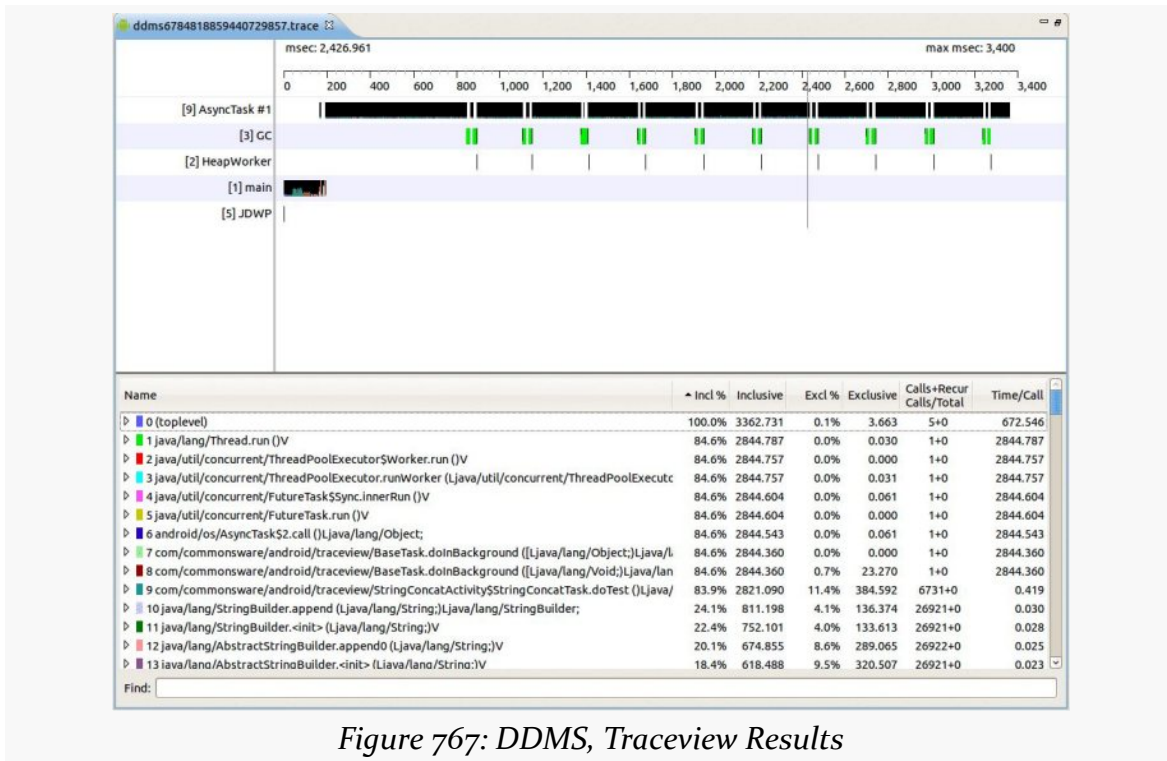 ddms6784818859440729857.trace
msec: 2,426.961 max msec: 3,400
0 200 400 600 800 1,000 1,200 1,400 1,600 1,800 2,000 2,200 2,400 2,600 2,800 3,000 3,200 3,400
[9] AsyncTask #1
[3] GC
[2] HeapWorker
[1] main
[5] JDWP
Name Incl % Inclusive Excl % Exclusive Calls+Recur Calls/Total Time/Call
0 (toplevel) 100.0% 3362.731 0.1% 3.663 5+0 672.546
1 java/lang/Thread.run ()V 84.6% 2844.787 0.0% 0.030 1+0 2844.787
2 java/util/concurrent/ThreadPoolExecutor$Worker.run ()V 84.6% 2844.757 0.0% 0.000 1+0 2844.757
3 java/util/concurrent/ThreadPoolExecutor.runWorker (Ljava/util/concurrent/ThreadPoolExecutc 84.6% 2844.757 0.0% 0.031 1+0 2844.757
4 java/util/concurrent/FutureTask$Sync.innerRun ()V 84.6% 2844.604 0.0% 0.061 1+0 2844.604
5 java/util/concurrent/FutureTask.run ()V 84.6% 2844.604 0.0% 0.000 1+0 2844.604
6 android/os/AsyncTask$2.call ()Ljava/lang/Object; 84.6% 2844.543 0.0% 0.061 1+0 2844.543
7 com/commonsware/android/traceview/BaseTask.doInBackground ([Ljava/lang/Object;)Ljava/l 84.6% 2844.360 0.0% 0.000 1+0 2844.360
8 com/commonsware/android/traceview/BaseTask.doInBackground ([Ljava/lang/Void;)Ljava/lan 84.6% 2844.360 0.7% 23.270 1+0 2844.360
9 com/commonsware/android/traceview/StringConcatActivity$StringConcatTask.doTest ()Ljava/ 83.9% 2821.090 11.4% 384.592 6731+0 0.419
10 java/lang/StringBuilder.append (Ljava/lang/String;)Ljava/lang/StringBuilder; 24.1% 811.198 4.1% 136.374 26921+0 0.030
11 java/lang/StringBuilder.<init> (Ljava/lang/String;)V 22.4% 752.101 4.0% 133.613 26921+0 0.028
12 java/lang/AbstractStringBuilder.append0 (Ljava/lang/String;)V 20.1% 674.855 8.6% 289.065 26922+0 0.025
13 java/lang/AbstractStringBuilder.<init> (Ljava/lang/String;)V 18.4% 618.488 9.5% 320.507 26921+0 0.023
Find:
Figure 767: DDMS, Traceview Results